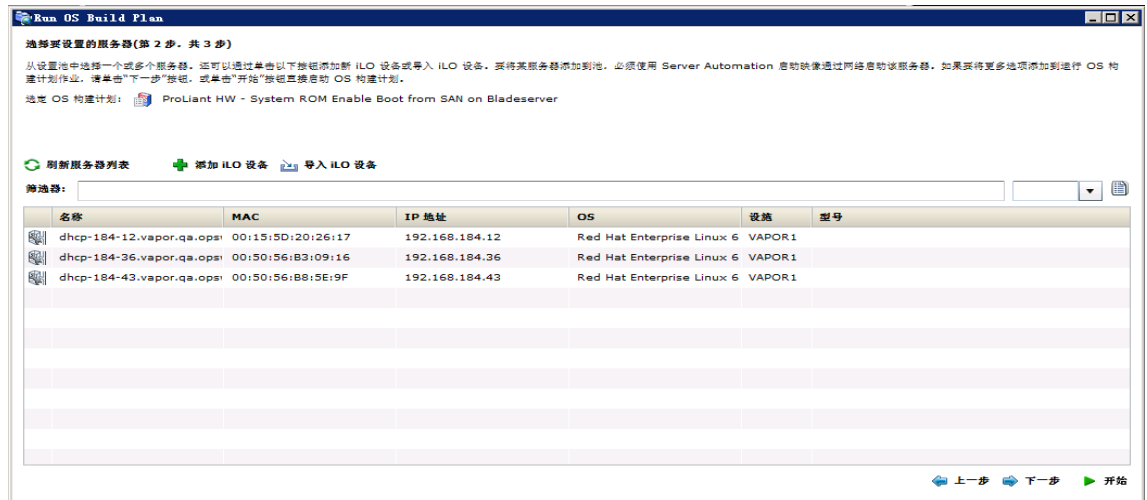 Run OS Build Plan
选择要设置的服务器(第 2 步，共 3 步)
从设置池中选择一个或多个服务器。还可以通过单击以下按钮添加新 iLO 设备或导入 iLO 设备。要将某服务器添加到池，必须使用 Server Automation 启动映像通过网络启动该服务器。如果要将更多选项添加到运行 OS 构
建计划作业，请单击“下一步”按钮，或单击“开始”按钮直接启动 OS 构建计划。
选定 OS 构建计划： ProLiant HW - System ROM Enable Boot from SAN on Bladeserver
刷新服务器列表 添加 iLO 设备 导入 iLO 设备
筛选器：
名称 MAC IP 地址 OS 设施 型号
dhcp-184-12.vapor.qa.ops 00:15:5D:20:26:17 192.168.184.12 Red Hat Enterprise Linux 6 VAPOR1
dhcp-184-36.vapor.qa.ops 00:50:56:B3:09:16 192.168.184.36 Red Hat Enterprise Linux 6 VAPOR1
dhcp-184-43.vapor.qa.ops 00:50:56:B8:5E:9F 192.168.184.43 Red Hat Enterprise Linux 6 VAPOR1
上一步 下一步 开始